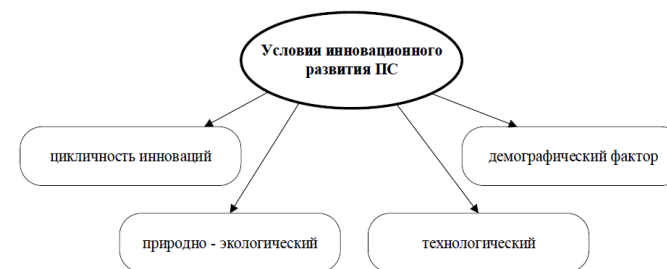 Условия инновационного
развития ПС
цикличность инноваций
демографический фактор
природно - экологический
технологический